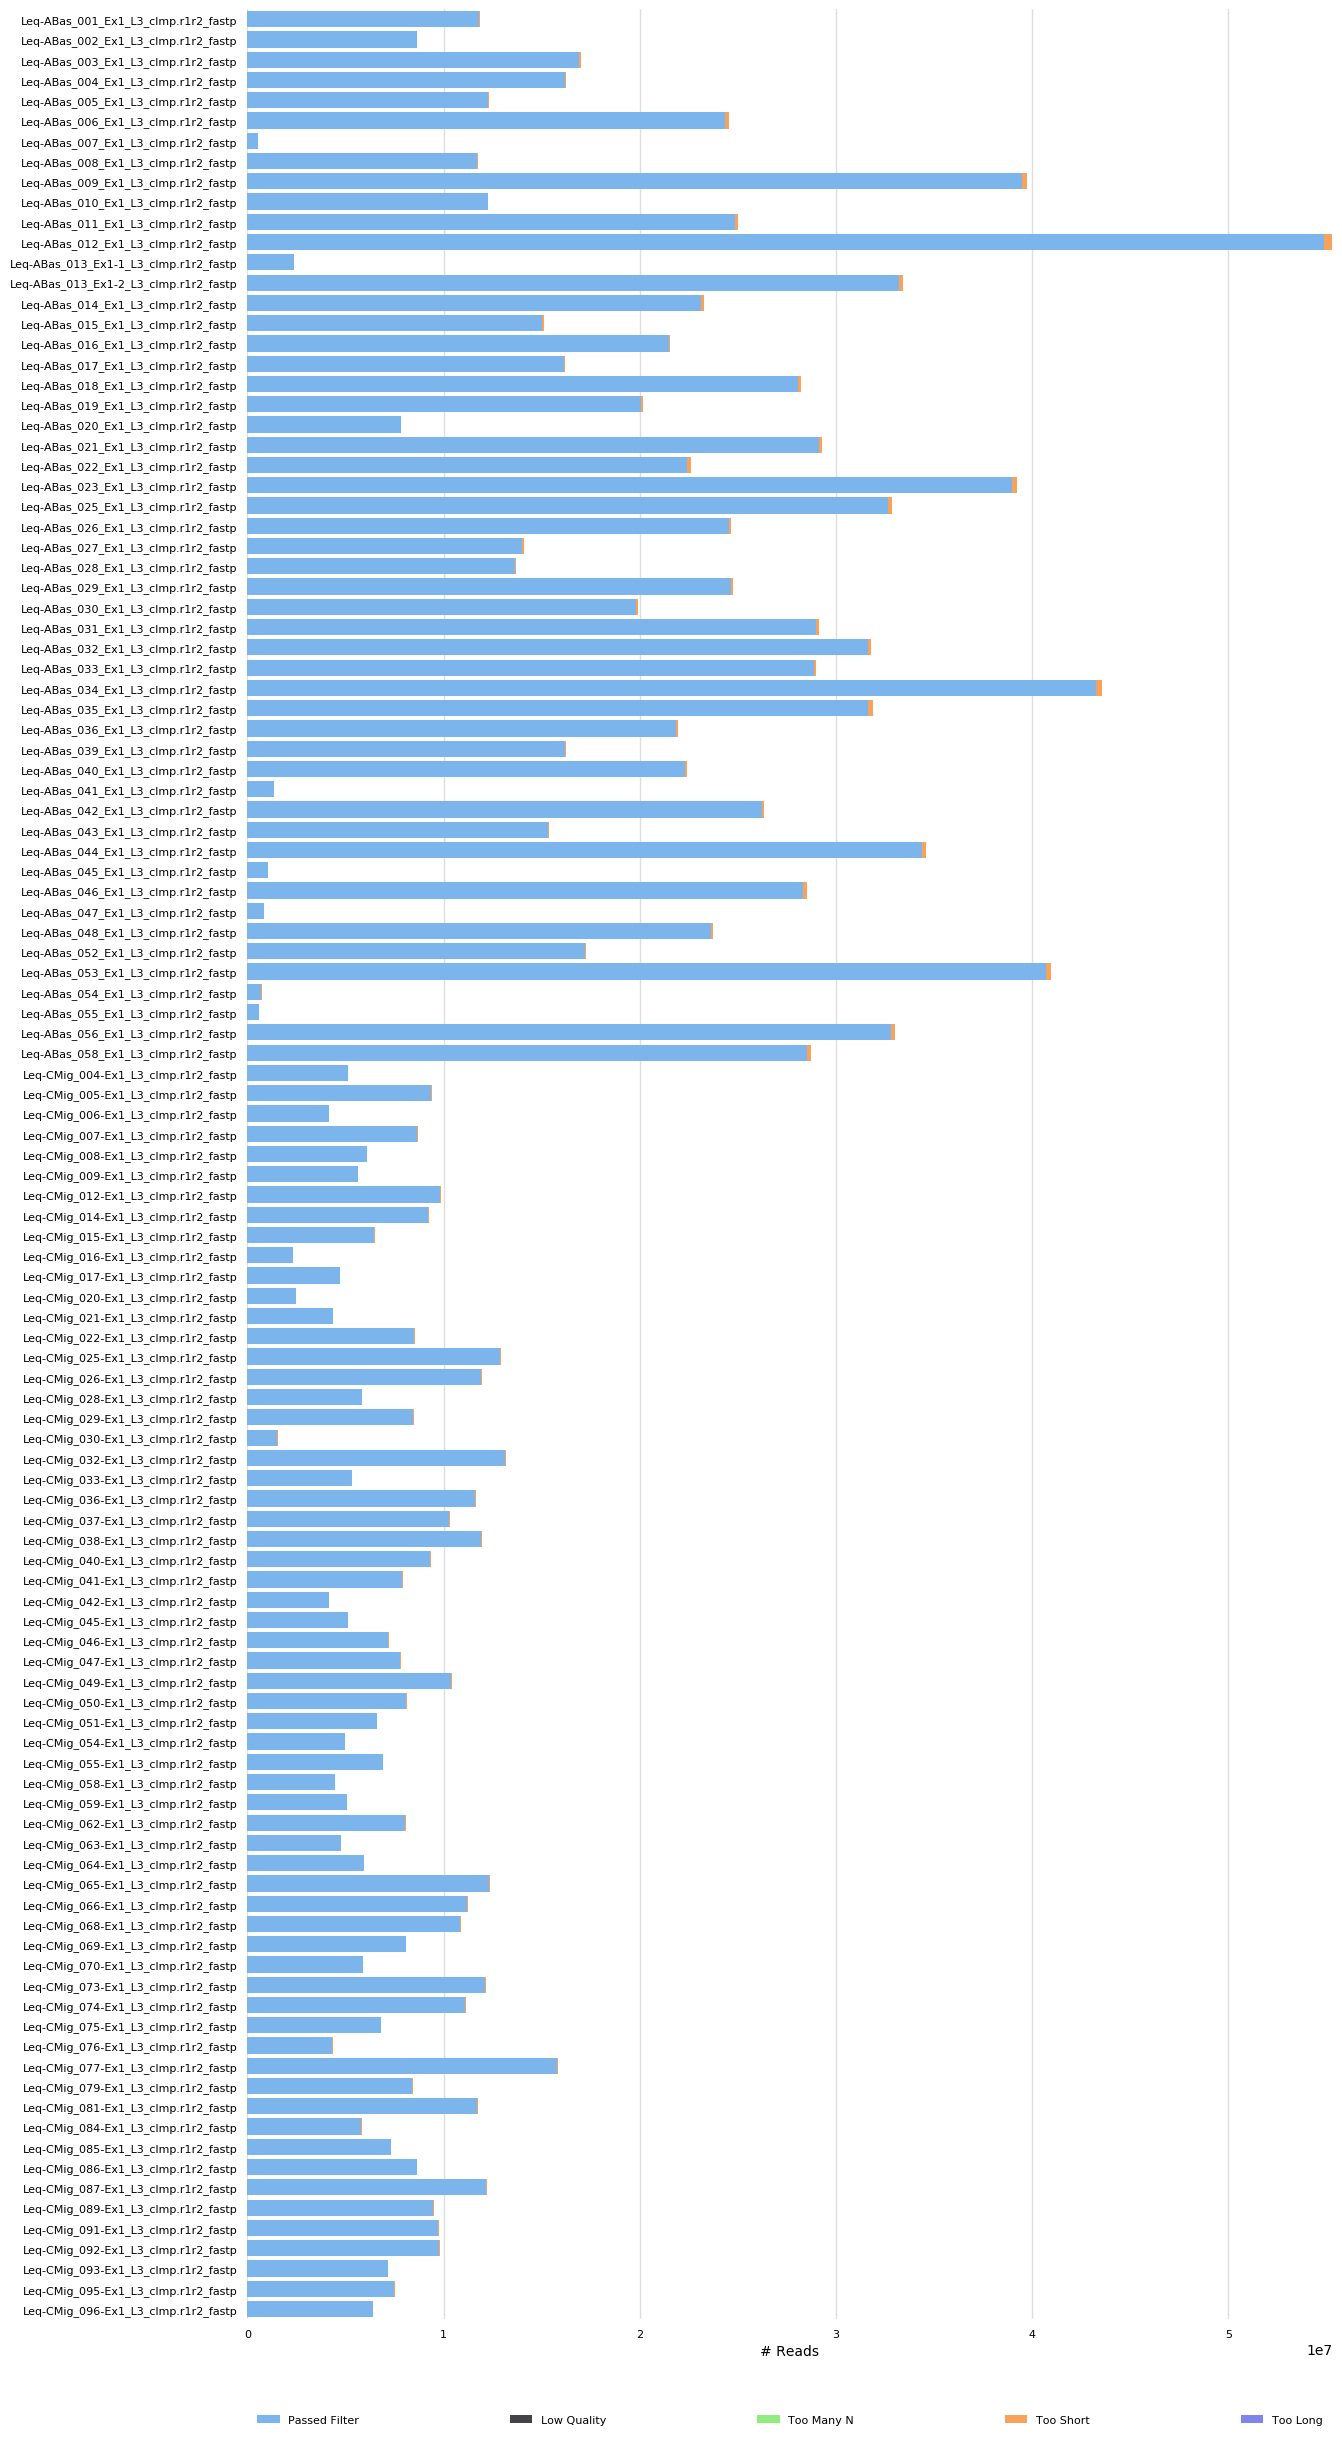 Leq-ABas_001_Ex1_L3_clmp.r1r2_fastp
Leq-ABas_002_Ex1_L3_clmp.r1r2_fastp
Leq-ABas_003_Ex1_L3_clmp.r1r2_fastp
Leq-ABas_004_Ex1_L3_clmp.r1r2_fastp
Leq-ABas_005_Ex1_L3_clmp.r1r2_fastp
Leq-ABas_006_Ex1_L3_clmp.r1r2_fastp
Leq-ABas_007_Ex1_L3_clmp.r1r2_fastp
Leq-ABas_008_Ex1_L3_clmp.r1r2_fastp
Leq-ABas_009_Ex1_L3_clmp.r1r2_fastp
Leq-ABas_010_Ex1_L3_clmp.r1r2_fastp
Leq-ABas_011_Ex1_L3_clmp.r1r2_fastp
Leq-ABas_012_Ex1_L3_clmp.r1r2_fastp
Leq-ABas_013_Ex1-1_L3_clmp.r1r2_fastp
Leq-ABas_013_Ex1-2_L3_clmp.r1r2_fastp
Leq-ABas_014_Ex1_L3_clmp.r1r2_fastp
Leq-ABas_015_Ex1_L3_clmp.r1r2_fastp
Leq-ABas_016_Ex1_L3_clmp.r1r2_fastp
Leq-ABas_017_Ex1_L3_clmp.r1r2_fastp
Leq-ABas_018_Ex1_L3_clmp.r1r2_fastp
Leq-ABas_019_Ex1_L3_clmp.r1r2_fastp
Leq-ABas_020_Ex1_L3_clmp.r1r2_fastp
Leq-ABas_021_Ex1_L3_clmp.r1r2_fastp
Leq-ABas_022_Ex1_L3_clmp.r1r2_fastp
Leq-ABas_023_Ex1_L3_clmp.r1r2_fastp
Leq-ABas_025_Ex1_L3_clmp.r1r2_fastp
Leq-ABas_026_Ex1_L3_clmp.r1r2_fastp
Leq-ABas_027_Ex1_L3_clmp.r1r2_fastp
Leq-ABas_028_Ex1_L3_clmp.r1r2_fastp
Leq-ABas_029_Ex1_L3_clmp.r1r2_fastp
Leq-ABas_030_Ex1_L3_clmp.r1r2_fastp
Leq-ABas_031_Ex1_L3_clmp.r1r2_fastp
Leq-ABas_032_Ex1_L3_clmp.r1r2_fastp
Leq-ABas_033_Ex1_L3_clmp.r1r2_fastp
Leq-ABas_034_Ex1_L3_clmp.r1r2_fastp
Leq-ABas_035_Ex1_L3_clmp.r1r2_fastp
Leq-ABas_036_Ex1_L3_clmp.r1r2_fastp
Leq-ABas_039_Ex1_L3_clmp.r1r2_fastp
Leq-ABas_040_Ex1_L3_clmp.r1r2_fastp
Leq-ABas_041_Ex1_L3_clmp.r1r2_fastp
Leq-ABas_042_Ex1_L3_clmp.r1r2_fastp
Leq-ABas_043_Ex1_L3_clmp.r1r2_fastp
Leq-ABas_044_Ex1_L3_clmp.r1r2_fastp
Leq-ABas_045_Ex1_L3_clmp.r1r2_fastp
Leq-ABas_046_Ex1_L3_clmp.r1r2_fastp
Leq-ABas_047_Ex1_L3_clmp.r1r2_fastp
Leq-ABas_048_Ex1_L3_clmp.r1r2_fastp
Leq-ABas_052_Ex1_L3_clmp.r1r2_fastp
Leq-ABas_053_Ex1_L3_clmp.r1r2_fastp
Leq-ABas_054_Ex1_L3_clmp.r1r2_fastp
Leq-ABas_055_Ex1_L3_clmp.r1r2_fastp
Leq-ABas_056_Ex1_L3_clmp.r1r2_fastp
Leq-ABas_058_Ex1_L3_clmp.r1r2_fastp
Leq-CMig_004-Ex1_L3_clmp.r1r2_fastp
Leq-CMig_005-Ex1_L3_clmp.r1r2_fastp
Leq-CMig_006-Ex1_L3_clmp.r1r2_fastp
Leq-CMig_007-Ex1_L3_clmp.r1r2_fastp
Leq-CMig_008-Ex1_L3_clmp.r1r2_fastp
Leq-CMig_009-Ex1_L3_clmp.r1r2_fastp
Leq-CMig_012-Ex1_L3_clmp.r1r2_fastp
Leq-CMig_014-Ex1_L3_clmp.r1r2_fastp
Leq-CMig_015-Ex1_L3_clmp.r1r2_fastp
Leq-CMig_016-Ex1_L3_clmp.r1r2_fastp
Leq-CMig_017-Ex1_L3_clmp.r1r2_fastp
Leq-CMig_020-Ex1_L3_clmp.r1r2_fastp
Leq-CMig_021-Ex1_L3_clmp.r1r2_fastp
Leq-CMig_022-Ex1_L3_clmp.r1r2_fastp
Leq-CMig_025-Ex1_L3_clmp.r1r2_fastp
Leq-CMig_026-Ex1_L3_clmp.r1r2_fastp
Leq-CMig_028-Ex1_L3_clmp.r1r2_fastp
Leq-CMig_029-Ex1_L3_clmp.r1r2_fastp
Leq-CMig_030-Ex1_L3_clmp.r1r2_fastp
Leq-CMig_032-Ex1_L3_clmp.r1r2_fastp
Leq-CMig_033-Ex1_L3_clmp.r1r2_fastp
Leq-CMig_036-Ex1_L3_clmp.r1r2_fastp
Leq-CMig_037-Ex1_L3_clmp.r1r2_fastp
Leq-CMig_038-Ex1_L3_clmp.r1r2_fastp
Leq-CMig_040-Ex1_L3_clmp.r1r2_fastp
Leq-CMig_041-Ex1_L3_clmp.r1r2_fastp
Leq-CMig_042-Ex1_L3_clmp.r1r2_fastp
Leq-CMig_045-Ex1_L3_clmp.r1r2_fastp
Leq-CMig_046-Ex1_L3_clmp.r1r2_fastp
Leq-CMig_047-Ex1_L3_clmp.r1r2_fastp
Leq-CMig_049-Ex1_L3_clmp.r1r2_fastp
Leq-CMig_050-Ex1_L3_clmp.r1r2_fastp
Leq-CMig_051-Ex1_L3_clmp.r1r2_fastp
Leq-CMig_054-Ex1_L3_clmp.r1r2_fastp
Leq-CMig_055-Ex1_L3_clmp.r1r2_fastp
Leq-CMig_058-Ex1_L3_clmp.r1r2_fastp
Leq-CMig_059-Ex1_L3_clmp.r1r2_fastp
Leq-CMig_062-Ex1_L3_clmp.r1r2_fastp
Leq-CMig_063-Ex1_L3_clmp.r1r2_fastp
Leq-CMig_064-Ex1_L3_clmp.r1r2_fastp
Leq-CMig_065-Ex1_L3_clmp.r1r2_fastp
Leq-CMig_066-Ex1_L3_clmp.r1r2_fastp
Leq-CMig_068-Ex1_L3_clmp.r1r2_fastp
Leq-CMig_069-Ex1_L3_clmp.r1r2_fastp
Leq-CMig_070-Ex1_L3_clmp.r1r2_fastp
Leq-CMig_073-Ex1_L3_clmp.r1r2_fastp
Leq-CMig_074-Ex1_L3_clmp.r1r2_fastp
Leq-CMig_075-Ex1_L3_clmp.r1r2_fastp
Leq-CMig_076-Ex1_L3_clmp.r1r2_fastp
Leq-CMig_077-Ex1_L3_clmp.r1r2_fastp
Leq-CMig_079-Ex1_L3_clmp.r1r2_fastp
Leq-CMig_081-Ex1_L3_clmp.r1r2_fastp
Leq-CMig_084-Ex1_L3_clmp.r1r2_fastp
Leq-CMig_085-Ex1_L3_clmp.r1r2_fastp
Leq-CMig_086-Ex1_L3_clmp.r1r2_fastp
Leq-CMig_087-Ex1_L3_clmp.r1r2_fastp
Leq-CMig_089-Ex1_L3_clmp.r1r2_fastp
Leq-CMig_091-Ex1_L3_clmp.r1r2_fastp
Leq-CMig_092-Ex1_L3_clmp.r1r2_fastp
Leq-CMig_093-Ex1_L3_clmp.r1r2_fastp
Leq-CMig_095-Ex1_L3_clmp.r1r2_fastp
Leq-CMig_096-Ex1_L3_clmp.r1r2_fastp
0 1 2 3 4 5
# Reads 1e7
Passed Filter Low Quality Too Many N Too Short Too Long